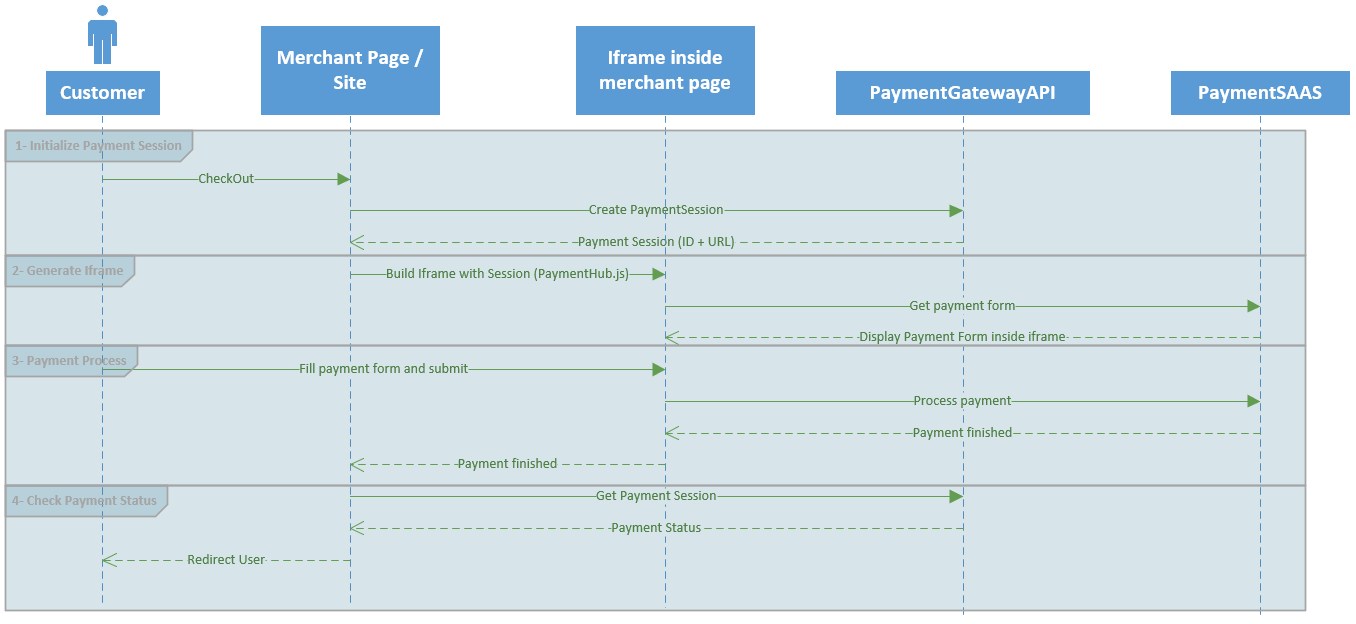 Customer
Merchant Page /
Site
Iframe inside
merchant page
PaymentGatewayAPI
PaymentSAAS
1- Initialize Payment Session
CheckOut
Create PaymentSession
Payment Session (ID + URL)
2- Generate Iframe
Build Iframe with Session (PaymentHub.js)
Get payment form
Display Payment Form inside iframe
3- Payment Process
Fill payment form and submit
Process payment
Payment finished
Payment finished
4- Check Payment Status
Get Payment Session
Payment Status
Redirect User